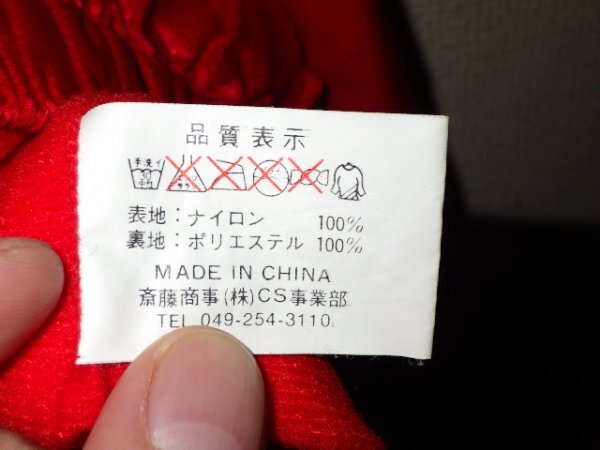 品質表示
手洗イ
30
中性
表地：ナイロン 100%
裏地：ポリエステル 100%
MADE IN CHINA
斎藤商事(株)CS事業部
TEL 049-254-3110